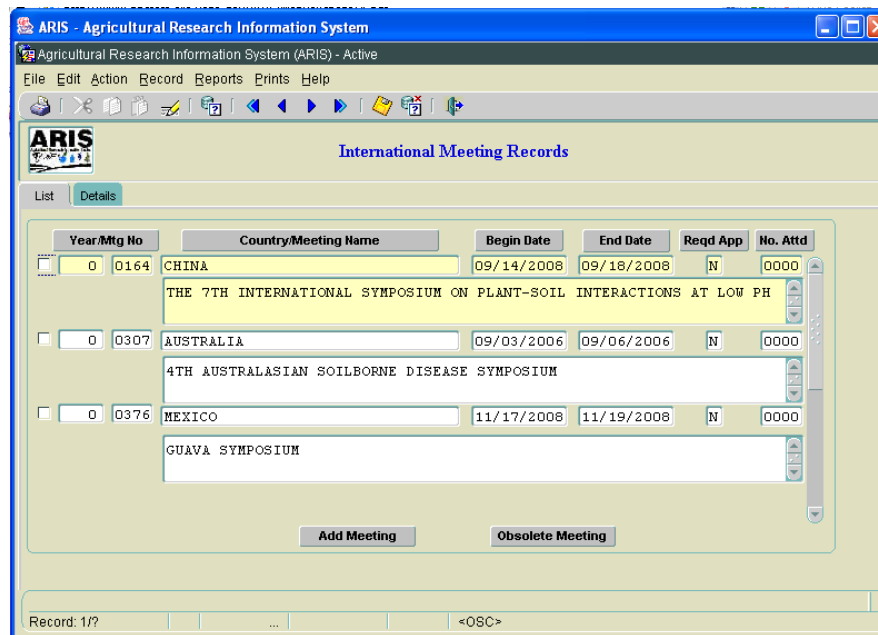 ARIS - Agricultural Research Information System
Agricultural Research Information System (ARIS) - Active
File Edit Action Record Reports Prints Help
ARIS
International Meeting Records
List Details
Year/Mtg No Country/Meeting Name Begin Date End Date Reqd App No. Attd
0 0164 CHINA 09/14/2008 09/18/2008 N 0000
THE 7TH INTERNATIONAL SYMPOSIUM ON PLANT-SOIL INTERACTIONS AT LOW PH
0 0307 AUSTRALIA 09/03/2006 09/06/2006 N 0000
4TH AUSTRALASIAN SOILBORNE DISEASE SYMPOSIUM
0 0376 MEXICO 11/17/2008 11/19/2008 N 0000
GUAVA SYMPOSIUM
Add Meeting Obsolete Meeting
Record: 1/? ... <OSC>